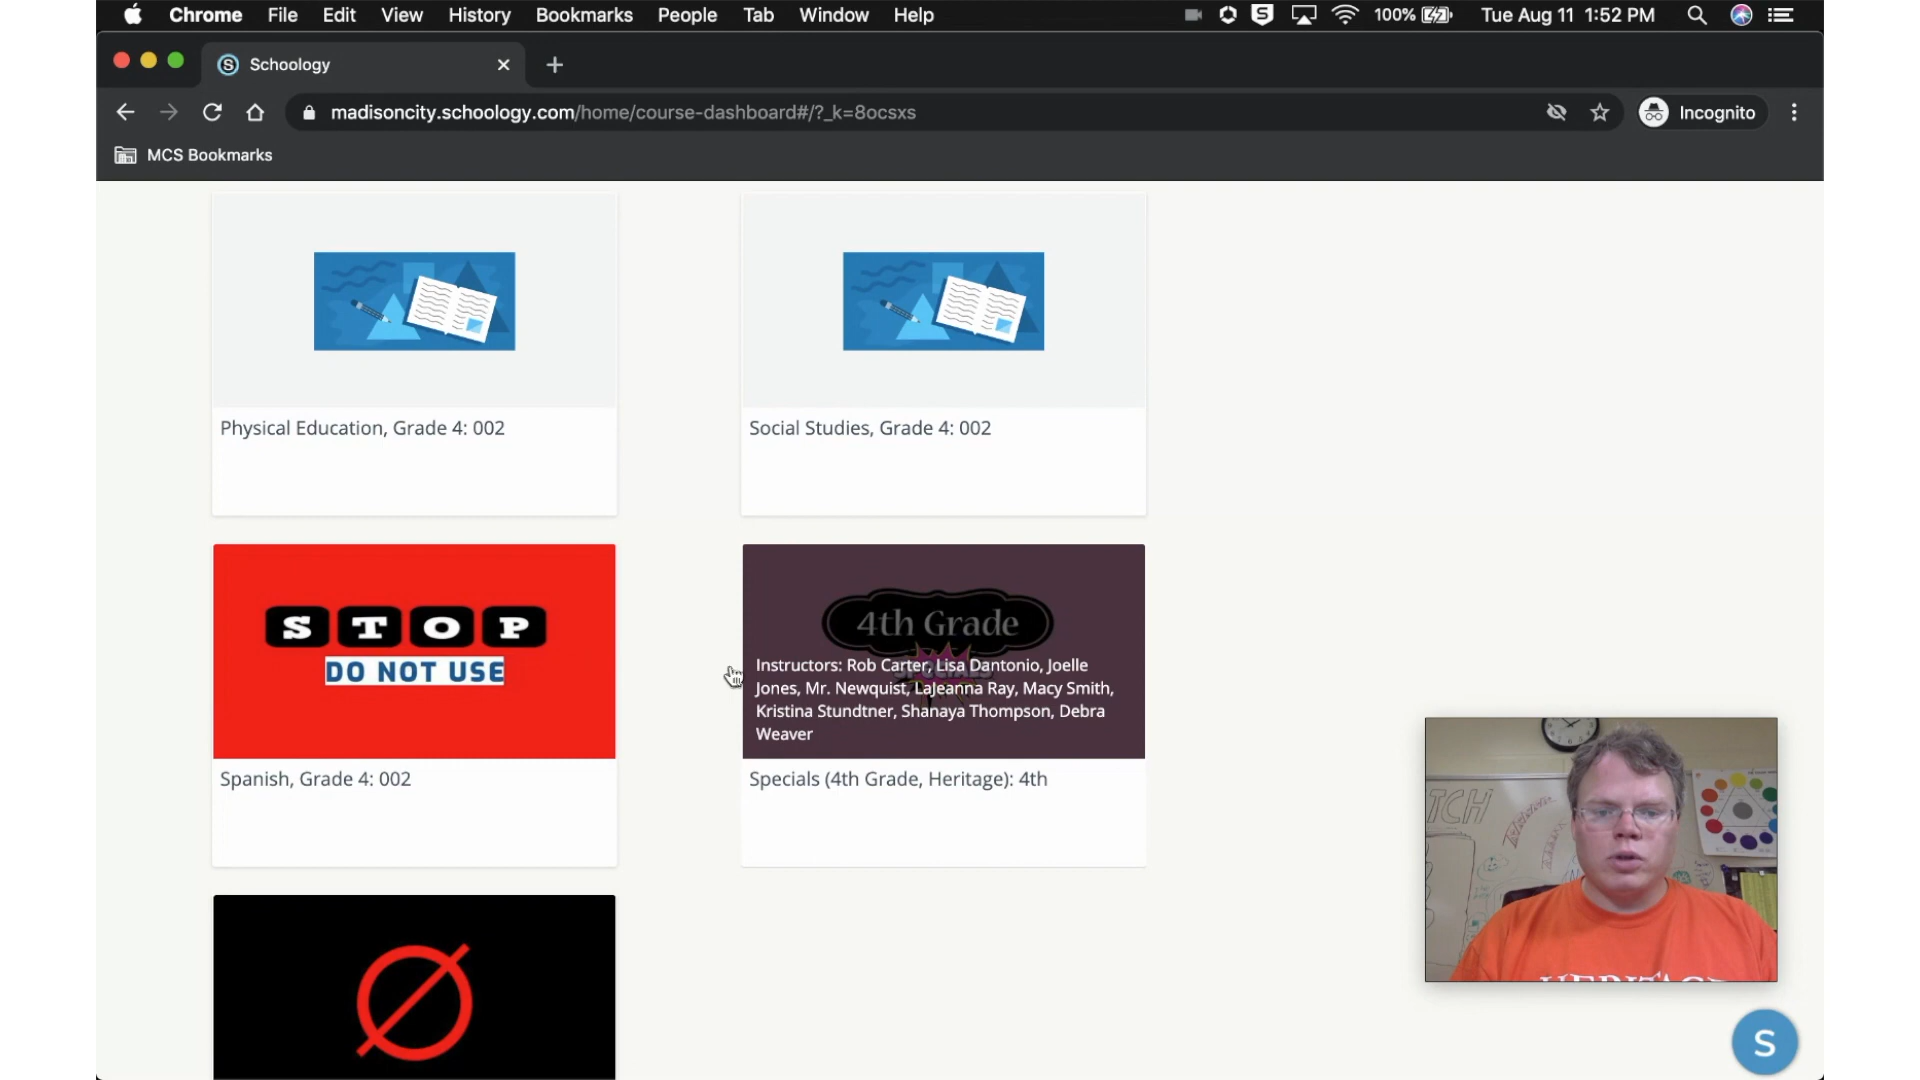 Chrome File Edit View History Bookmarks People Tab Window Help
100% Tue Aug 11 1:52 PM
Schoology
madisoncity.schoology.com/home/course-dashboard#/?_k=8ocsxs
Incognito
MCS Bookmarks
Physical Education, Grade 4: 002
Social Studies, Grade 4: 002
STOP
DO NOT USE
4th Grade
Instructors: Rob Carter, Lisa Dantonio, Joelle
Jones, Mr. Newquist, LaJeanna Ray, Macy Smith,
Kristina Stundtner, Shanaya Thompson, Debra
Weaver
Spanish, Grade 4: 002
Specials (4th Grade, Heritage): 4th
TCH
HERITAGE
S